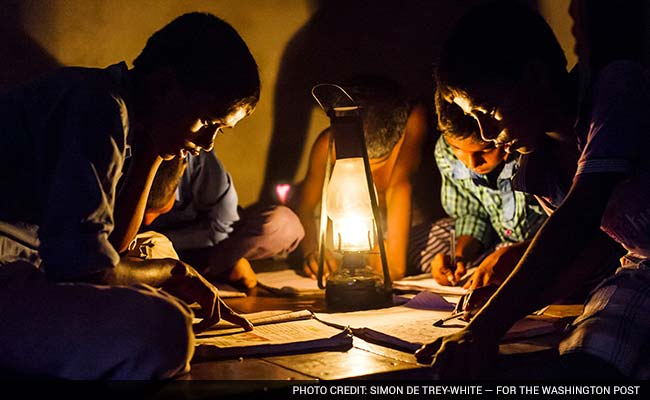 PHOTO CREDIT: SIMON DE TREY-WHITE — FOR THE WASHINGTON POST